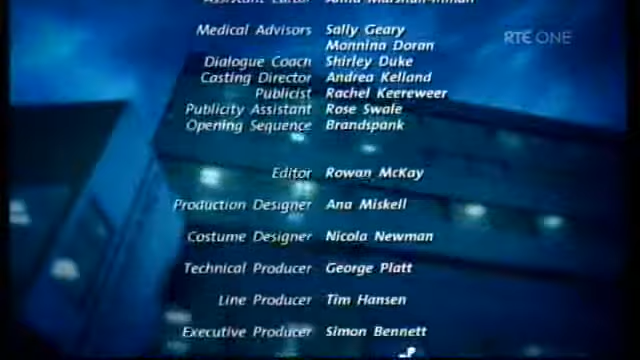 Medical Advisors Sally Geary
Monnina Doran
Dialogue Coach Shirley Duke
Casting Director Andrea Kelland
Publicist Rachel Keereweer
Publicity Assistant Rose Swale
Opening Sequence Brandspank
Editor Rowan McKay
Production Designer Ana Miskell
Costume Designer Nicola Newman
Technical Producer George Platt
Line Producer Tim Hansen
Executive Producer Simon Bennett
RTÉ ONE